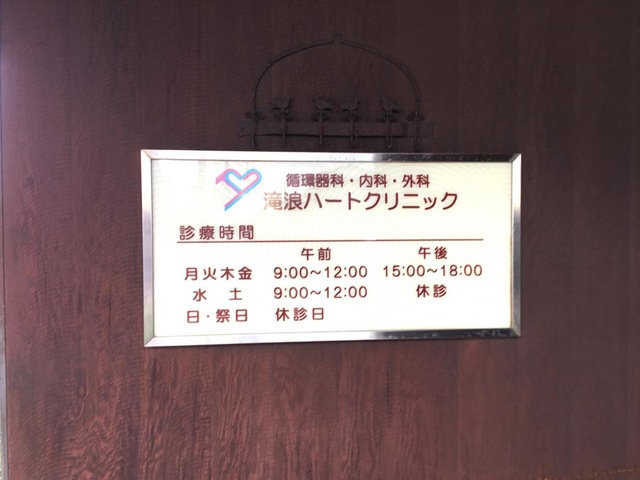 循環器科・内科・外科
滝浪ハートクリニック
診療時間
午前 午後
月火木金 9:00～12:00 15:00～18:00
水 土 9:00～12:00 休診
日・祭日 休診日